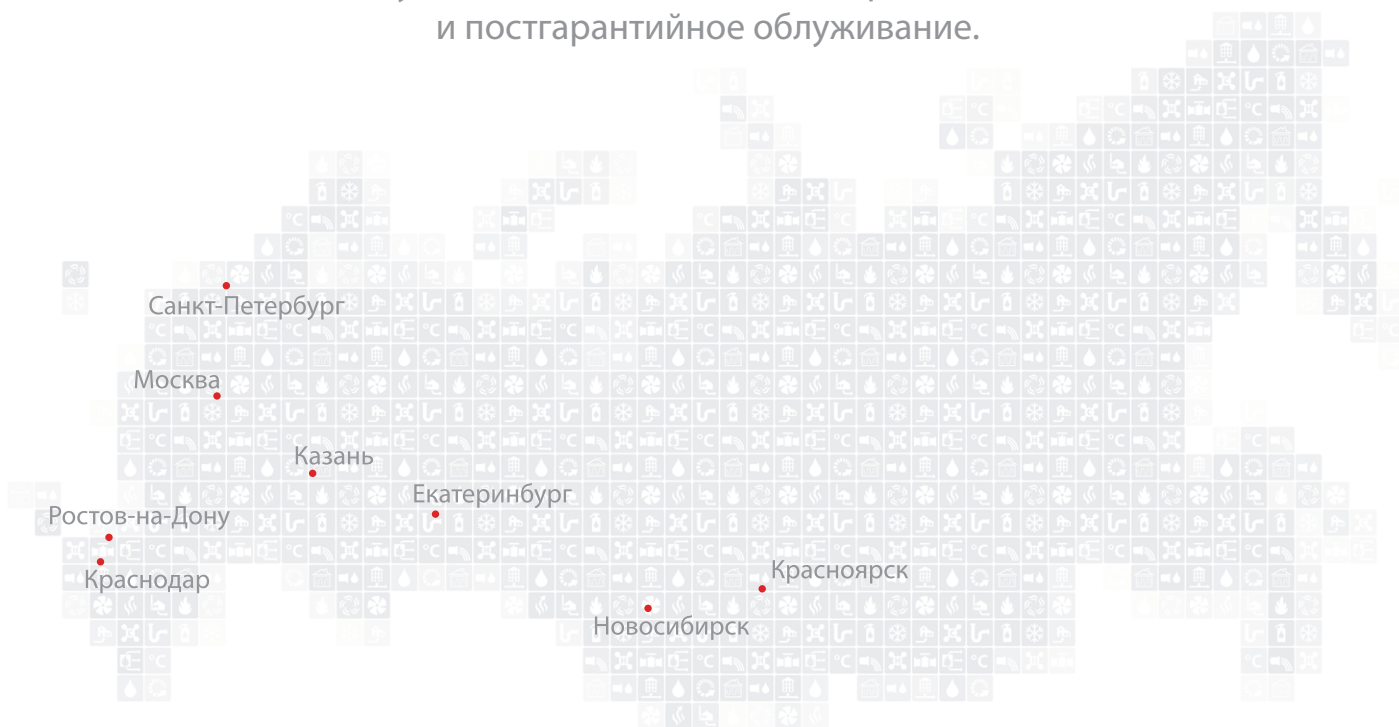 и постгарантийное облуживание.
Санкт-Петербург
Москва
Казань
Екатеринбург
Ростов-на-Дону
Краснодар
Красноярск
Новосибирск